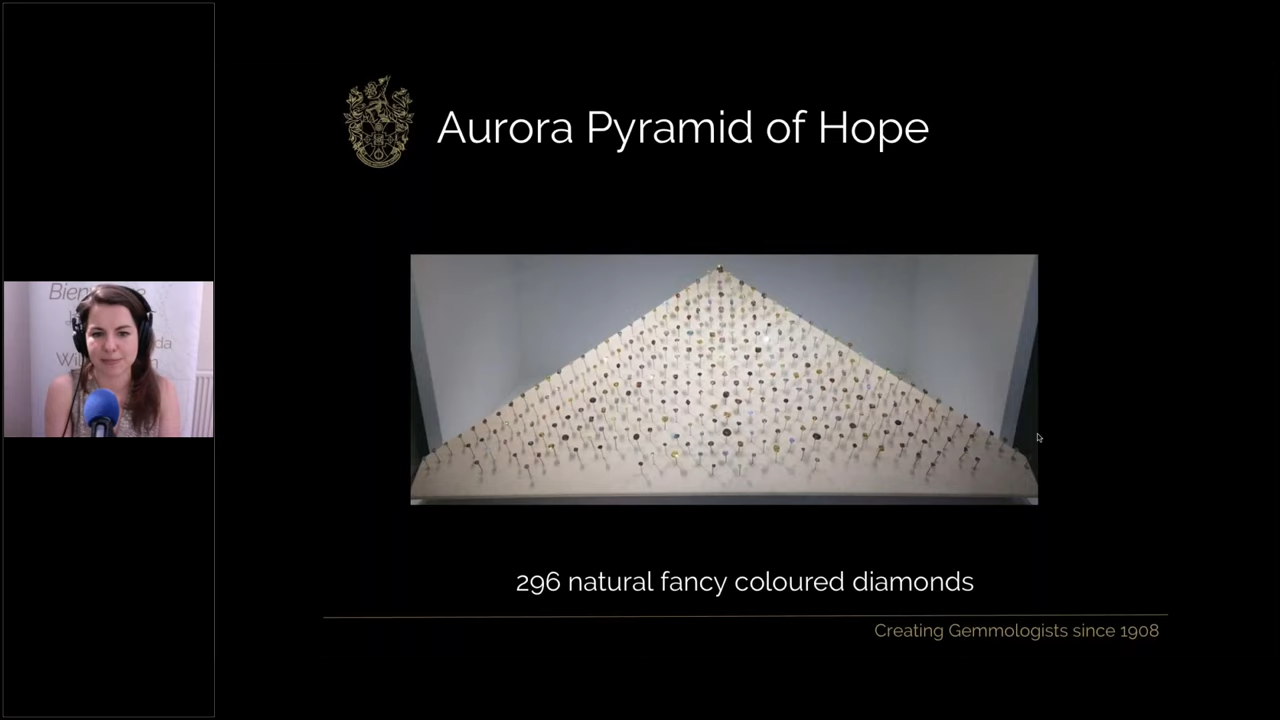 Aurora Pyramid of Hope
296 natural fancy coloured diamonds
Creating Gemmologists since 1908